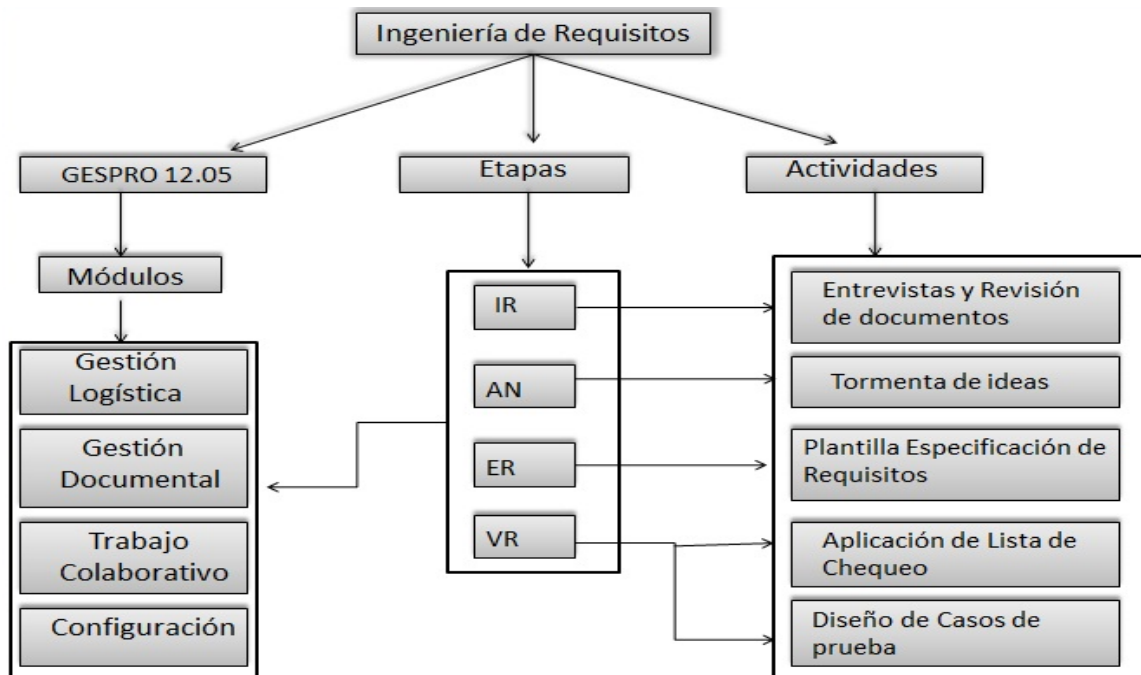 Ingeniería de Requisitos
GESPRO 12.05
Etapas
Actividades
Módulos
Gestión
Logística
Gestión
Documental
Trabajo
Colaborativo
Configuración
IR
AN
ER
VR
Entrevistas y Revisión
de documentos
Tormenta de ideas
Plantilla Especificación de
Requisitos
Aplicación de Lista de
Chequeo
Diseño de Casos de
prueba